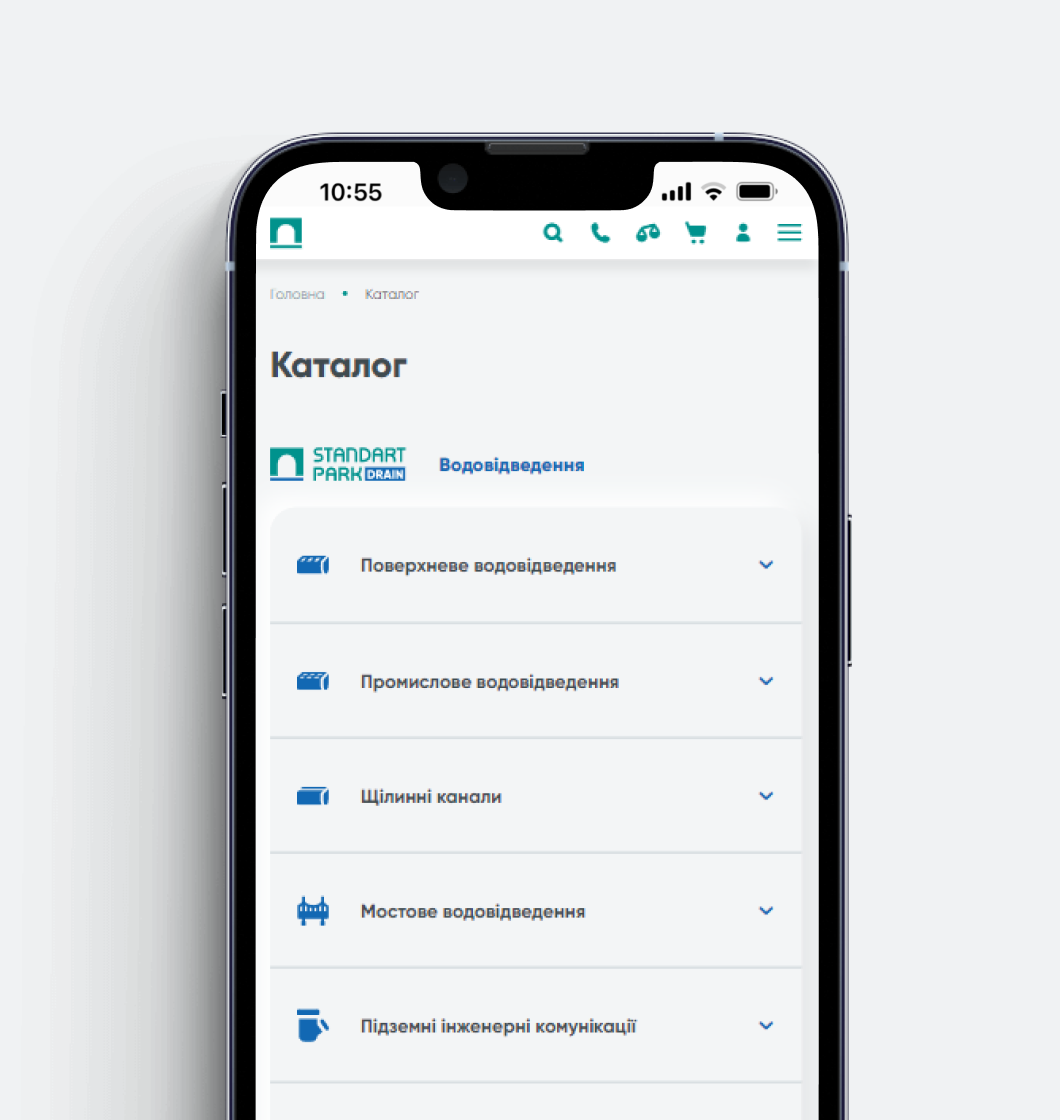 10:55
Головна • Каталог
Каталог
STANDART
PARK DRAIN
Водовідведення
Поверхневе водовідведення
Промислове водовідведення
Щілинні канали
Мостове водовідведення
Підземні інженерні комунікації